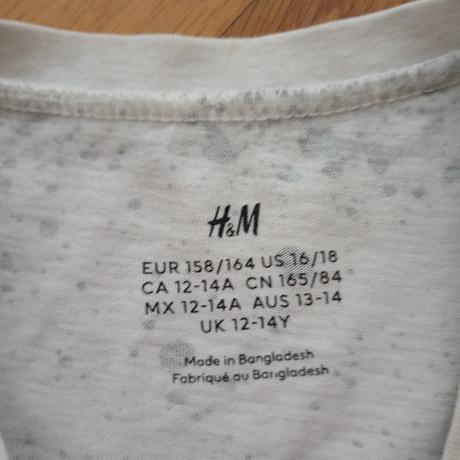 H&M
EUR 158/164 US 16/18
CA 12-14A CN 165/84
MX 12-14A AUS 13-14
UK 12-14Y
Made in Bangladesh
Fabriqué au Bangladesh